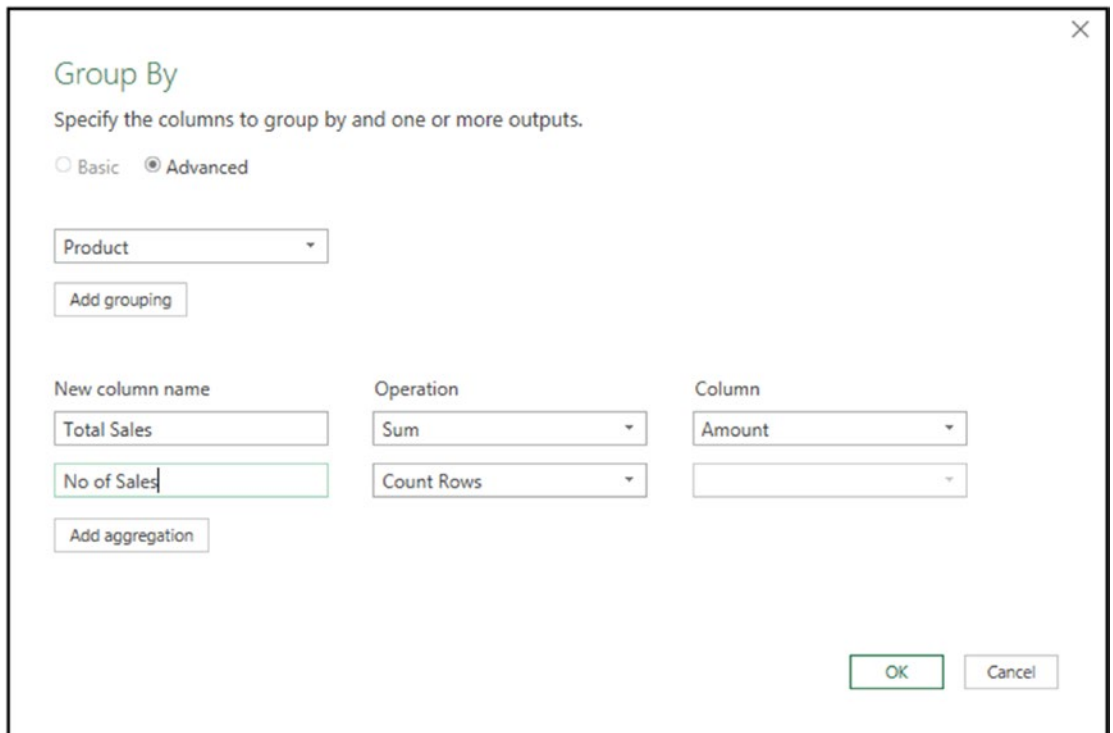 Group By
Specify the columns to group by and one or more outputs.
Basic Advanced
Product
Add grouping
New column name Operation Column
Total Sales Sum Amount
No of Sales Count Rows
Add aggregation
OK Cancel